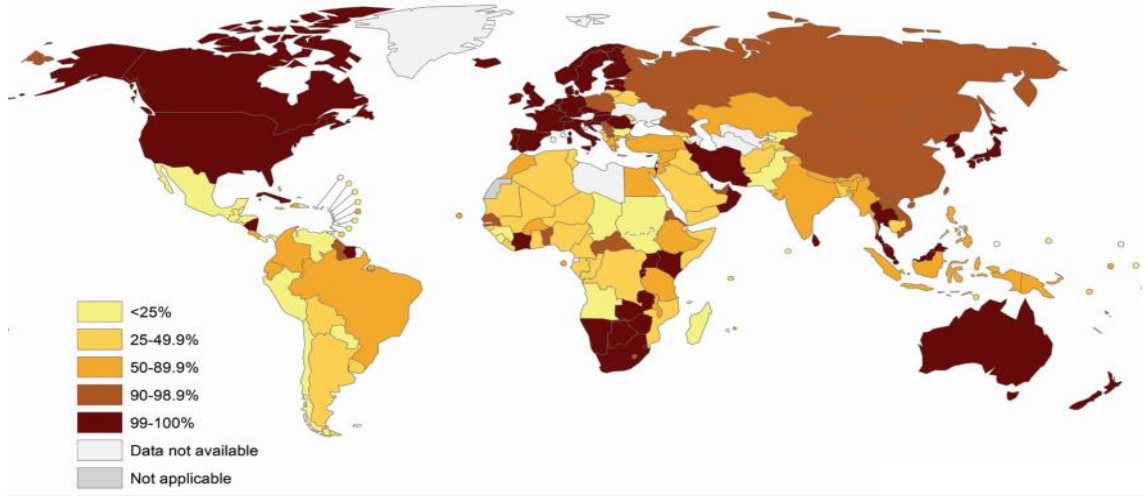 <25%
25-49.9%
50-89.9%
90-98.9%
99-100%
Data not available
Not applicable